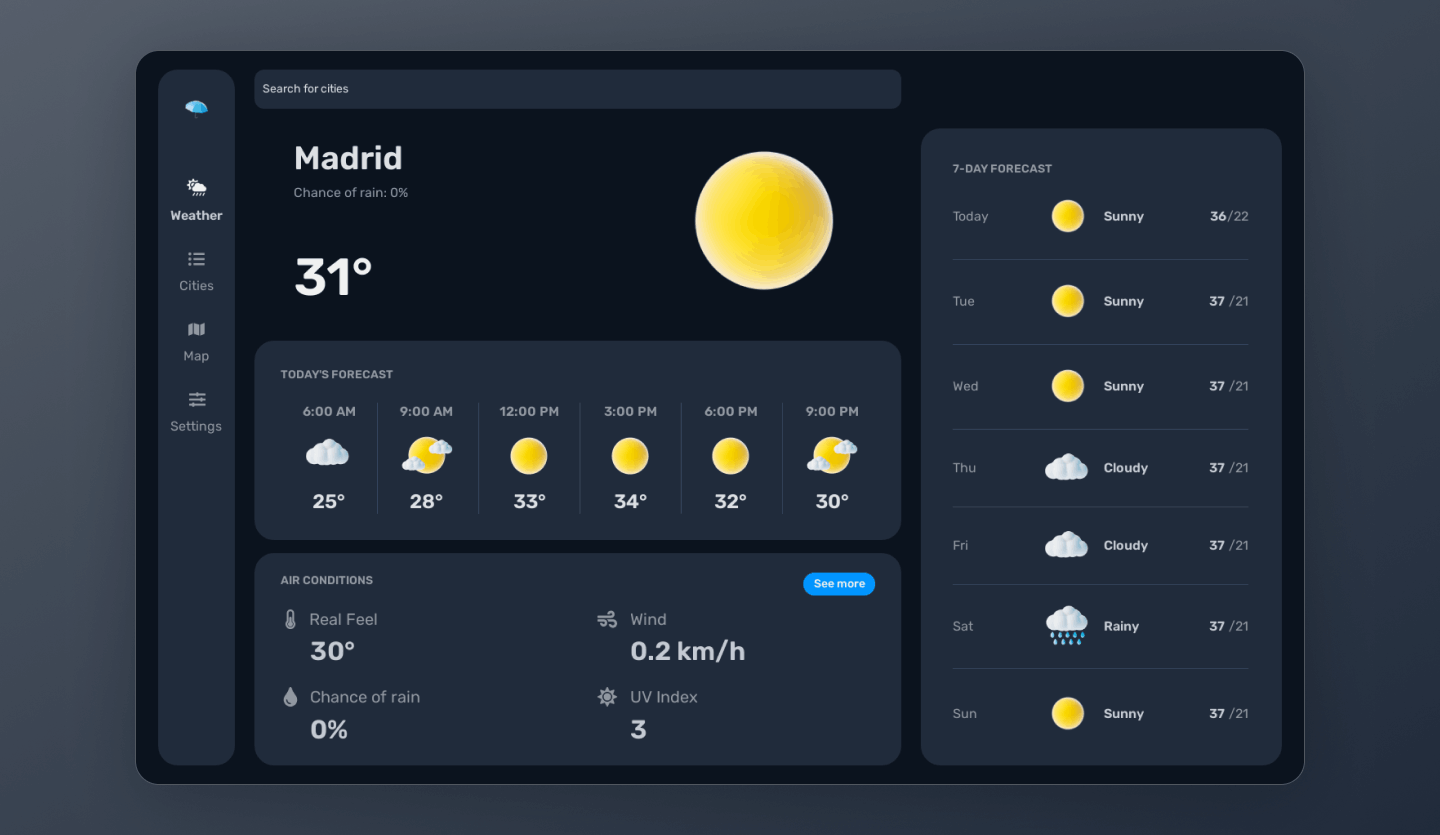 Search for cities
Weather
Cities
Map
Settings
Madrid
Chance of rain: 0%
31°
TODAY'S FORECAST
6:00 AM 9:00 AM 12:00 PM 3:00 PM 6:00 PM 9:00 PM
25° 28° 33° 34° 32° 30°
AIR CONDITIONS
See more
Real Feel
30°
Wind
0.2 km/h
Chance of rain
0%
UV Index
3
7-DAY FORECAST
Today Sunny 36/22
Tue Sunny 37 /21
Wed Sunny 37 /21
Thu Cloudy 37 /21
Fri Cloudy 37 /21
Sat Rainy 37 /21
Sun Sunny 37 /21